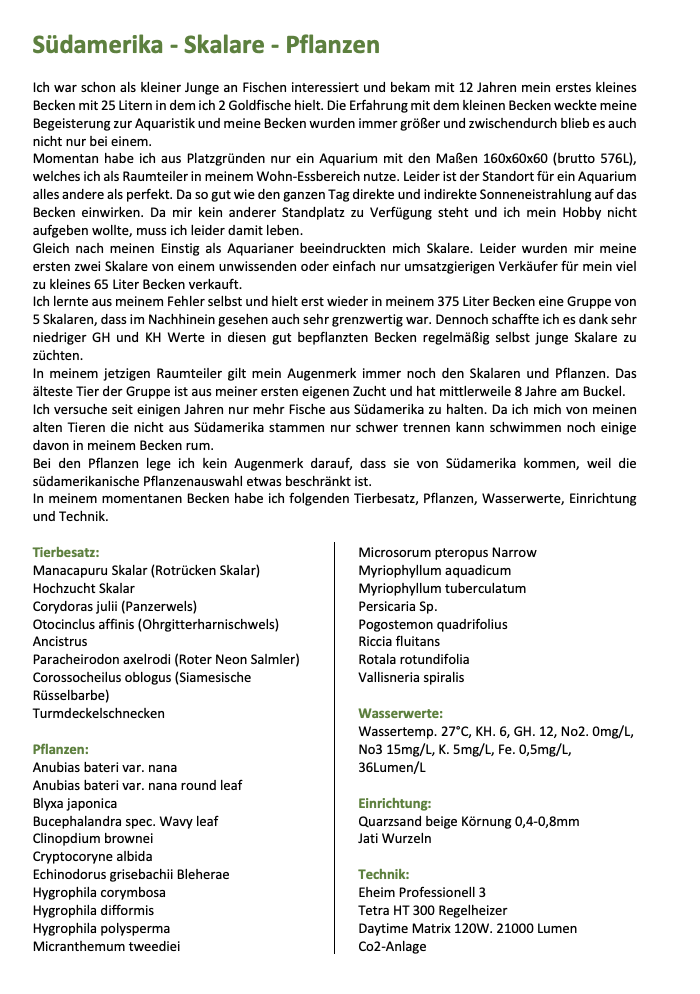 Südamerika - Skalare - Pflanzen
Ich war schon als kleiner Junge an Fischen interessiert und bekam mit 12 Jahren mein erstes kleines
Becken mit 25 Litern in dem ich 2 Goldfische hielt. Die Erfahrung mit dem kleinen Becken weckte meine
Begeisterung zur Aquaristik und meine Becken wurden immer größer und zwischendurch blieb es auch
nicht nur bei einem.
Momentan habe ich aus Platzgründen nur ein Aquarium mit den Maßen 160x60x60 (brutto 576L),
welches ich als Raumteiler in meinem Wohn-Essbereich nutze. Leider ist der Standort für ein Aquarium
alles andere als perfekt. Da so gut wie den ganzen Tag direkte und indirekte Sonneneistrahlung auf das
Becken einwirken. Da mir kein anderer Standplatz zu Verfügung steht und ich mein Hobby nicht
aufgeben wollte, muss ich leider damit leben.
Gleich nach meinen Einstig als Aquarianer beeindruckten mich Skalare. Leider wurden mir meine
ersten zwei Skalare von einem unwissenden oder einfach nur umsatzgierigen Verkäufer für mein viel
zu kleines 65 Liter Becken verkauft.
Ich lernte aus meinem Fehler selbst und hielt erst wieder in meinem 375 Liter Becken eine Gruppe von
5 Skalaren, dass im Nachhinein gesehen auch sehr grenzwertig war. Dennoch schaffte ich es dank sehr
niedriger GH und KH Werte in diesen gut bepflanzten Becken regelmäßig selbst junge Skalare zu
züchten.
In meinem jetzigen Raumteiler gilt mein Augenmerk immer noch den Skalaren und Pflanzen. Das
älteste Tier der Gruppe ist aus meiner ersten eigenen Zucht und hat mittlerweile 8 Jahre am Buckel.
Ich versuche seit einigen Jahren nur mehr Fische aus Südamerika zu halten. Da ich mich von meinen
alten Tieren die nicht aus Südamerika stammen nur schwer trennen kann schwimmen noch einige
davon in meinem Becken rum.
Bei den Pflanzen lege ich kein Augenmerk darauf, dass sie von Südamerika kommen, weil die
südamerikanische Pflanzenauswahl etwas beschränkt ist.
In meinem momentanen Becken habe ich folgenden Tierbesatz, Pflanzen, Wasserwerte, Einrichtung
und Technik.
Tierbesatz:
Manacapuru Skalar (Rotrücken Skalar)
Hochzucht Skalar
Corydoras julii (Panzerwels)
Otocinclus affinis (Ohrgitterharnischwels)
Ancistrus
Paracheirodon axelrodi (Roter Neon Salmler)
Corossocheilus oblogus (Siamesische
Rüsselbarbe)
Turmdeckelschnecken
Pflanzen:
Anubias bateri var. nana
Anubias bateri var. nana round leaf
Blyxa japonica
Bucephalandra spec. Wavy leaf
Clinopdium brownei
Cryptocoryne albida
Echinodorus grisebachii Bleherae
Hygrophila corymbosa
Hygrophila difformis
Hygrophila polysperma
Micranthemum tweediei
Microsorum pteropus Narrow
Myriophyllum aquadicum
Myriophyllum tuberculatum
Persicaria Sp.
Pogostemon quadrifolius
Riccia fluitans
Rotala rotundifolia
Vallisneria spiralis
Wasserwerte:
Wassertemp. 27°C, KH. 6, GH. 12, No2. 0mg/L,
No3 15mg/L, K. 5mg/L, Fe. 0,5mg/L,
36Lumen/L
Einrichtung:
Quarzsand beige Körnung 0,4-0,8mm
Jati Wurzeln
Technik:
Eheim Professionell 3
Tetra HT 300 Regelheizer
Daytime Matrix 120W. 21000 Lumen
Co2-Anlage